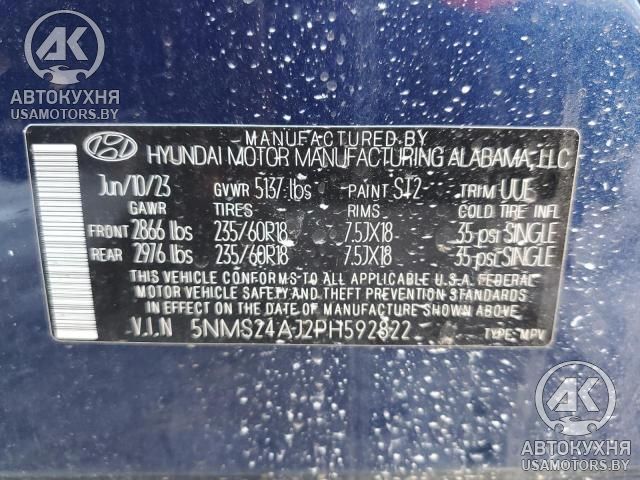 AK
АВТОКУХНЯ
USAMOTORS.BY
MANUFACTURED BY
HYUNDAI MOTOR MANUFACTURING ALABAMA, LLC
Jun/10/23 GVWR 5137 lbs PAINT ST2 TRIM UUE
GAWR TIRES RIMS COLD TIRE INFL
FRONT 2866 lbs 235/60R18 7.5JX18 35 psi SINGLE
REAR 2976 lbs 235/60R18 7.5JX18 35 psi SINGLE
THIS VEHICLE CONFORMS TO ALL APPLICABLE U.S.A. FEDERAL
MOTOR VEHICLE SAFETY AND THEFT PREVENTION STANDARDS
IN EFFECT ON THE DATE OF MANUFACTURE SHOWN ABOVE.
V.I.N 5NMS24AJ2PH592822 TYPE: MPV
AK
АВТОКУХНЯ
USAMOTORS.BY